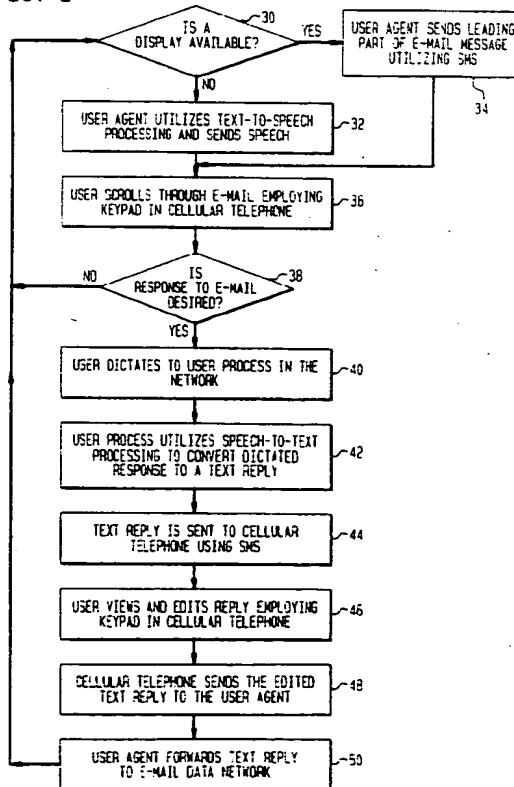 30
IS A
DISPLAY AVAILABLE?
YES
USER AGENT SENDS LEADING
PART OF E-MAIL MESSAGE
UTILIZING SMS
34
NO
USER AGENT UTILIZES TEXT-TO-SPEECH
PROCESSING AND SENDS SPEECH
32
USER SCROLLS THROUGH E-MAIL EMPLOYING
KEYPAD IN CELLULAR TELEPHONE
36
38
NO
IS
RESPONSE TO E-MAIL
DESIRED?
YES
USER DICTATES TO USER PROCESS IN THE
NETWORK
40
USER PROCESS UTILIZES SPEECH-TO-TEXT
PROCESSING TO CONVERT DICTATED
RESPONSE TO A TEXT REPLY
42
TEXT REPLY IS SENT TO CELLULAR
TELEPHONE USING SMS
44
USER VIEWS AND EDITS REPLY EMPLOYING
KEYPAD IN CELLULAR TELEPHONE
46
CELLULAR TELEPHONE SENDS THE EDITED
TEXT REPLY TO THE USER AGENT
48
USER AGENT FORWARDS TEXT REPLY
TO E-MAIL DATA NETWORK
50